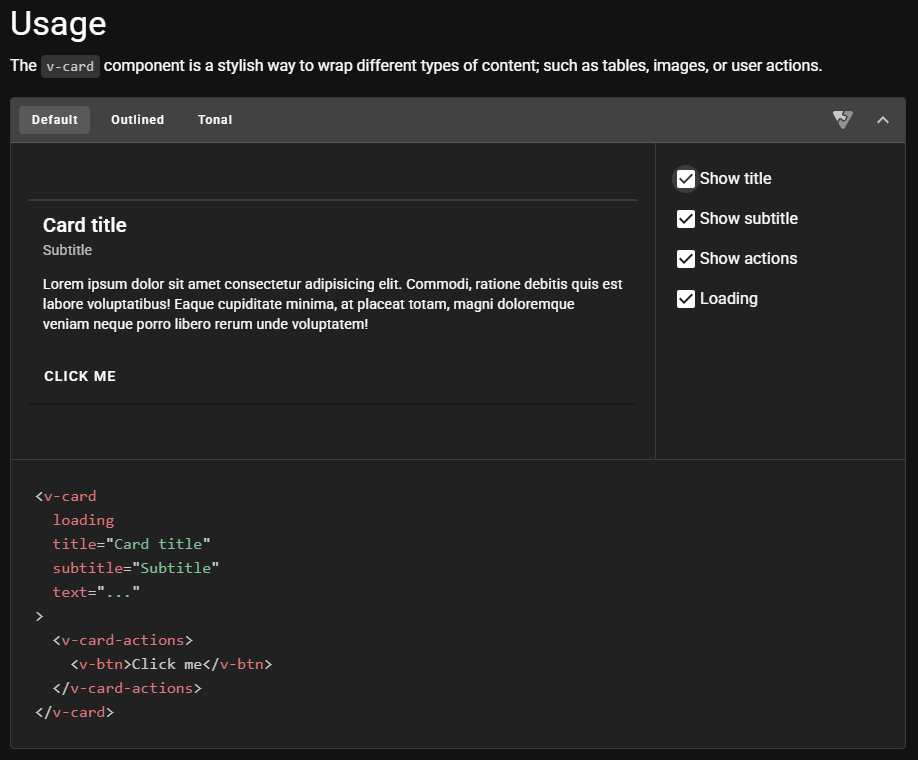 Usage
The v-card component is a stylish way to wrap different types of content; such as tables, images, or user actions.
Default Outlined Tonal
Show title
Show subtitle
Show actions
Loading
Card title
Subtitle
Lorem ipsum dolor sit amet consectetur adipisicing elit. Commodi, ratione debitis quis est
labore voluptatibus! Eaque cupiditate minima, at placeat totam, magni doloremque
veniam neque porro libero rerum unde voluptatem!
CLICK ME
<v-card
  loading
  title="Card title"
  subtitle="Subtitle"
  text="..."
>
  <v-card-actions>
    <v-btn>Click me</v-btn>
  </v-card-actions>
</v-card>